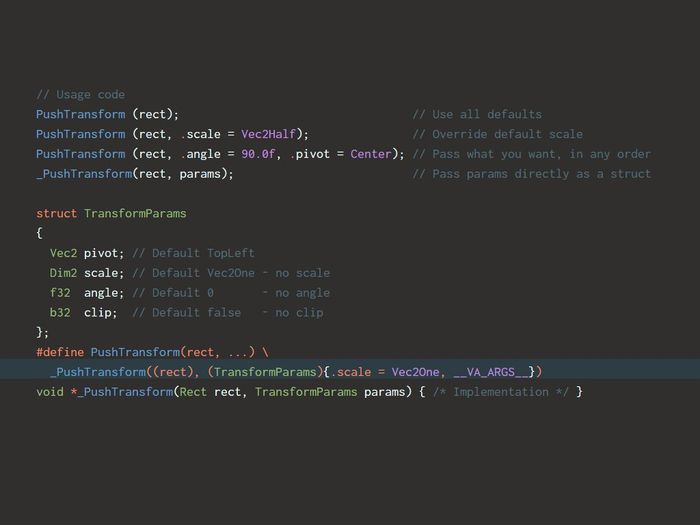 // Usage code
PushTransform (rect); // Use all defaults
PushTransform (rect, .scale = Vec2Half); // Override default scale
PushTransform (rect, .angle = 90.0f, .pivot = Center); // Pass what you want, in any order
_PushTransform(rect, params); // Pass params directly as a struct
struct TransformParams
{
Vec2 pivot; // Default TopLeft
Dim2 scale; // Default Vec2One - no scale
f32 angle; // Default 0 - no angle
b32 clip; // Default false - no clip
};
#define PushTransform(rect, ...) \
_PushTransform((rect), (TransformParams){.scale = Vec2One, __VA_ARGS__})
void *_PushTransform(Rect rect, TransformParams params) { /* Implementation */ }